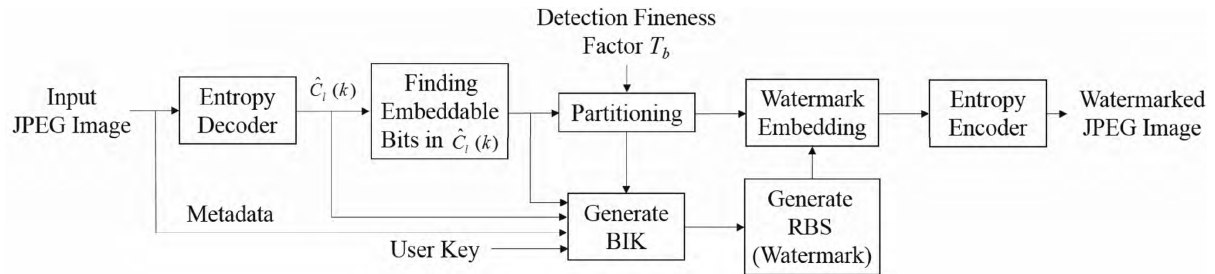 Detection Fineness
Factor T_b
Input
JPEG Image
Entropy
Decoder
Ĉ_l (k)
Finding
Embeddable
Bits in Ĉ_l (k)
Partitioning
Watermark
Embedding
Entropy
Encoder
Watermarked
JPEG Image
Metadata
User Key
Generate
BIK
Generate
RBS
(Watermark)